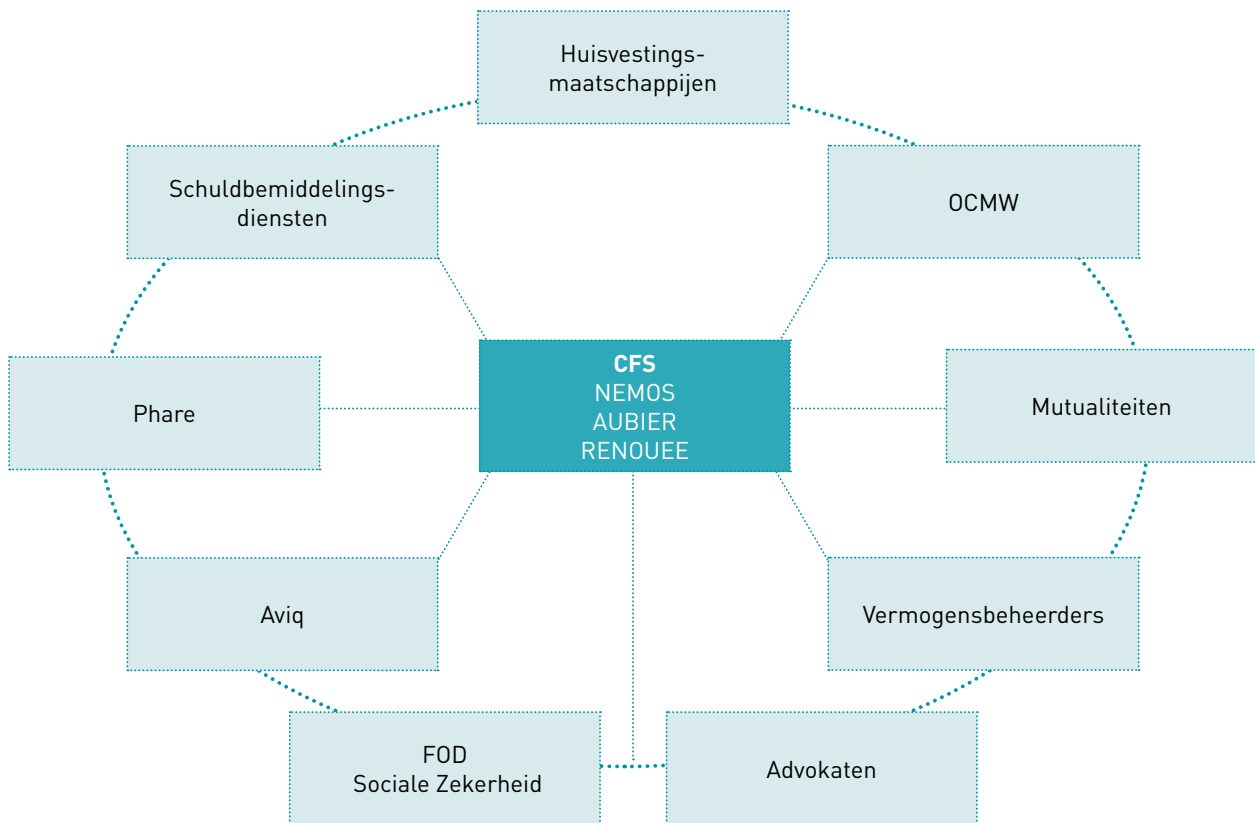 Huisvestings-
maatschappijen
Schuldbemiddelings-
diensten
OCMW
CFS
NEMOS
AUBIER
RENOUEE
Phare
Mutualiteiten
Aviq
Vermogensbeheerders
FOD
Sociale Zekerheid
Advokaten